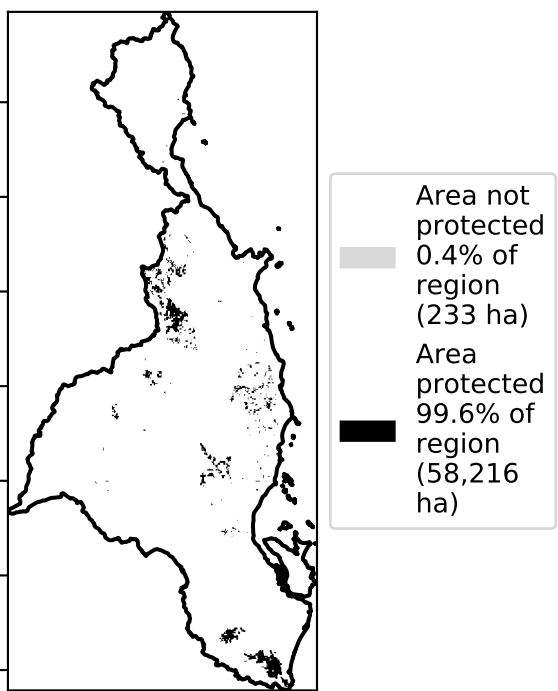 Area not
protected
0.4% of
region
(233 ha)
Area
protected
99.6% of
region
(58,216
ha)